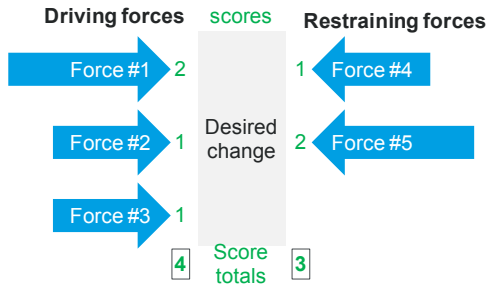 Driving forces scores Restraining forces
Force #1 2 1 Force #4
Force #2 1 Desired change 2 Force #5
Force #3 1
4 Score totals 3